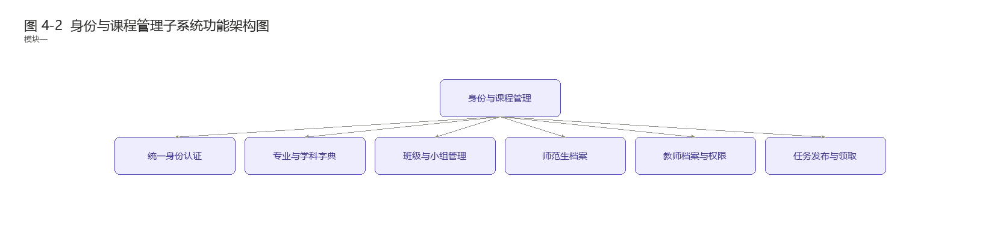 图 4-2 身份与课程管理子系统功能架构图
模块一
身份与课程管理
统一身份认证
专业与学科字典
班级与小组管理
师范生档案
教师档案与权限
任务发布与领取